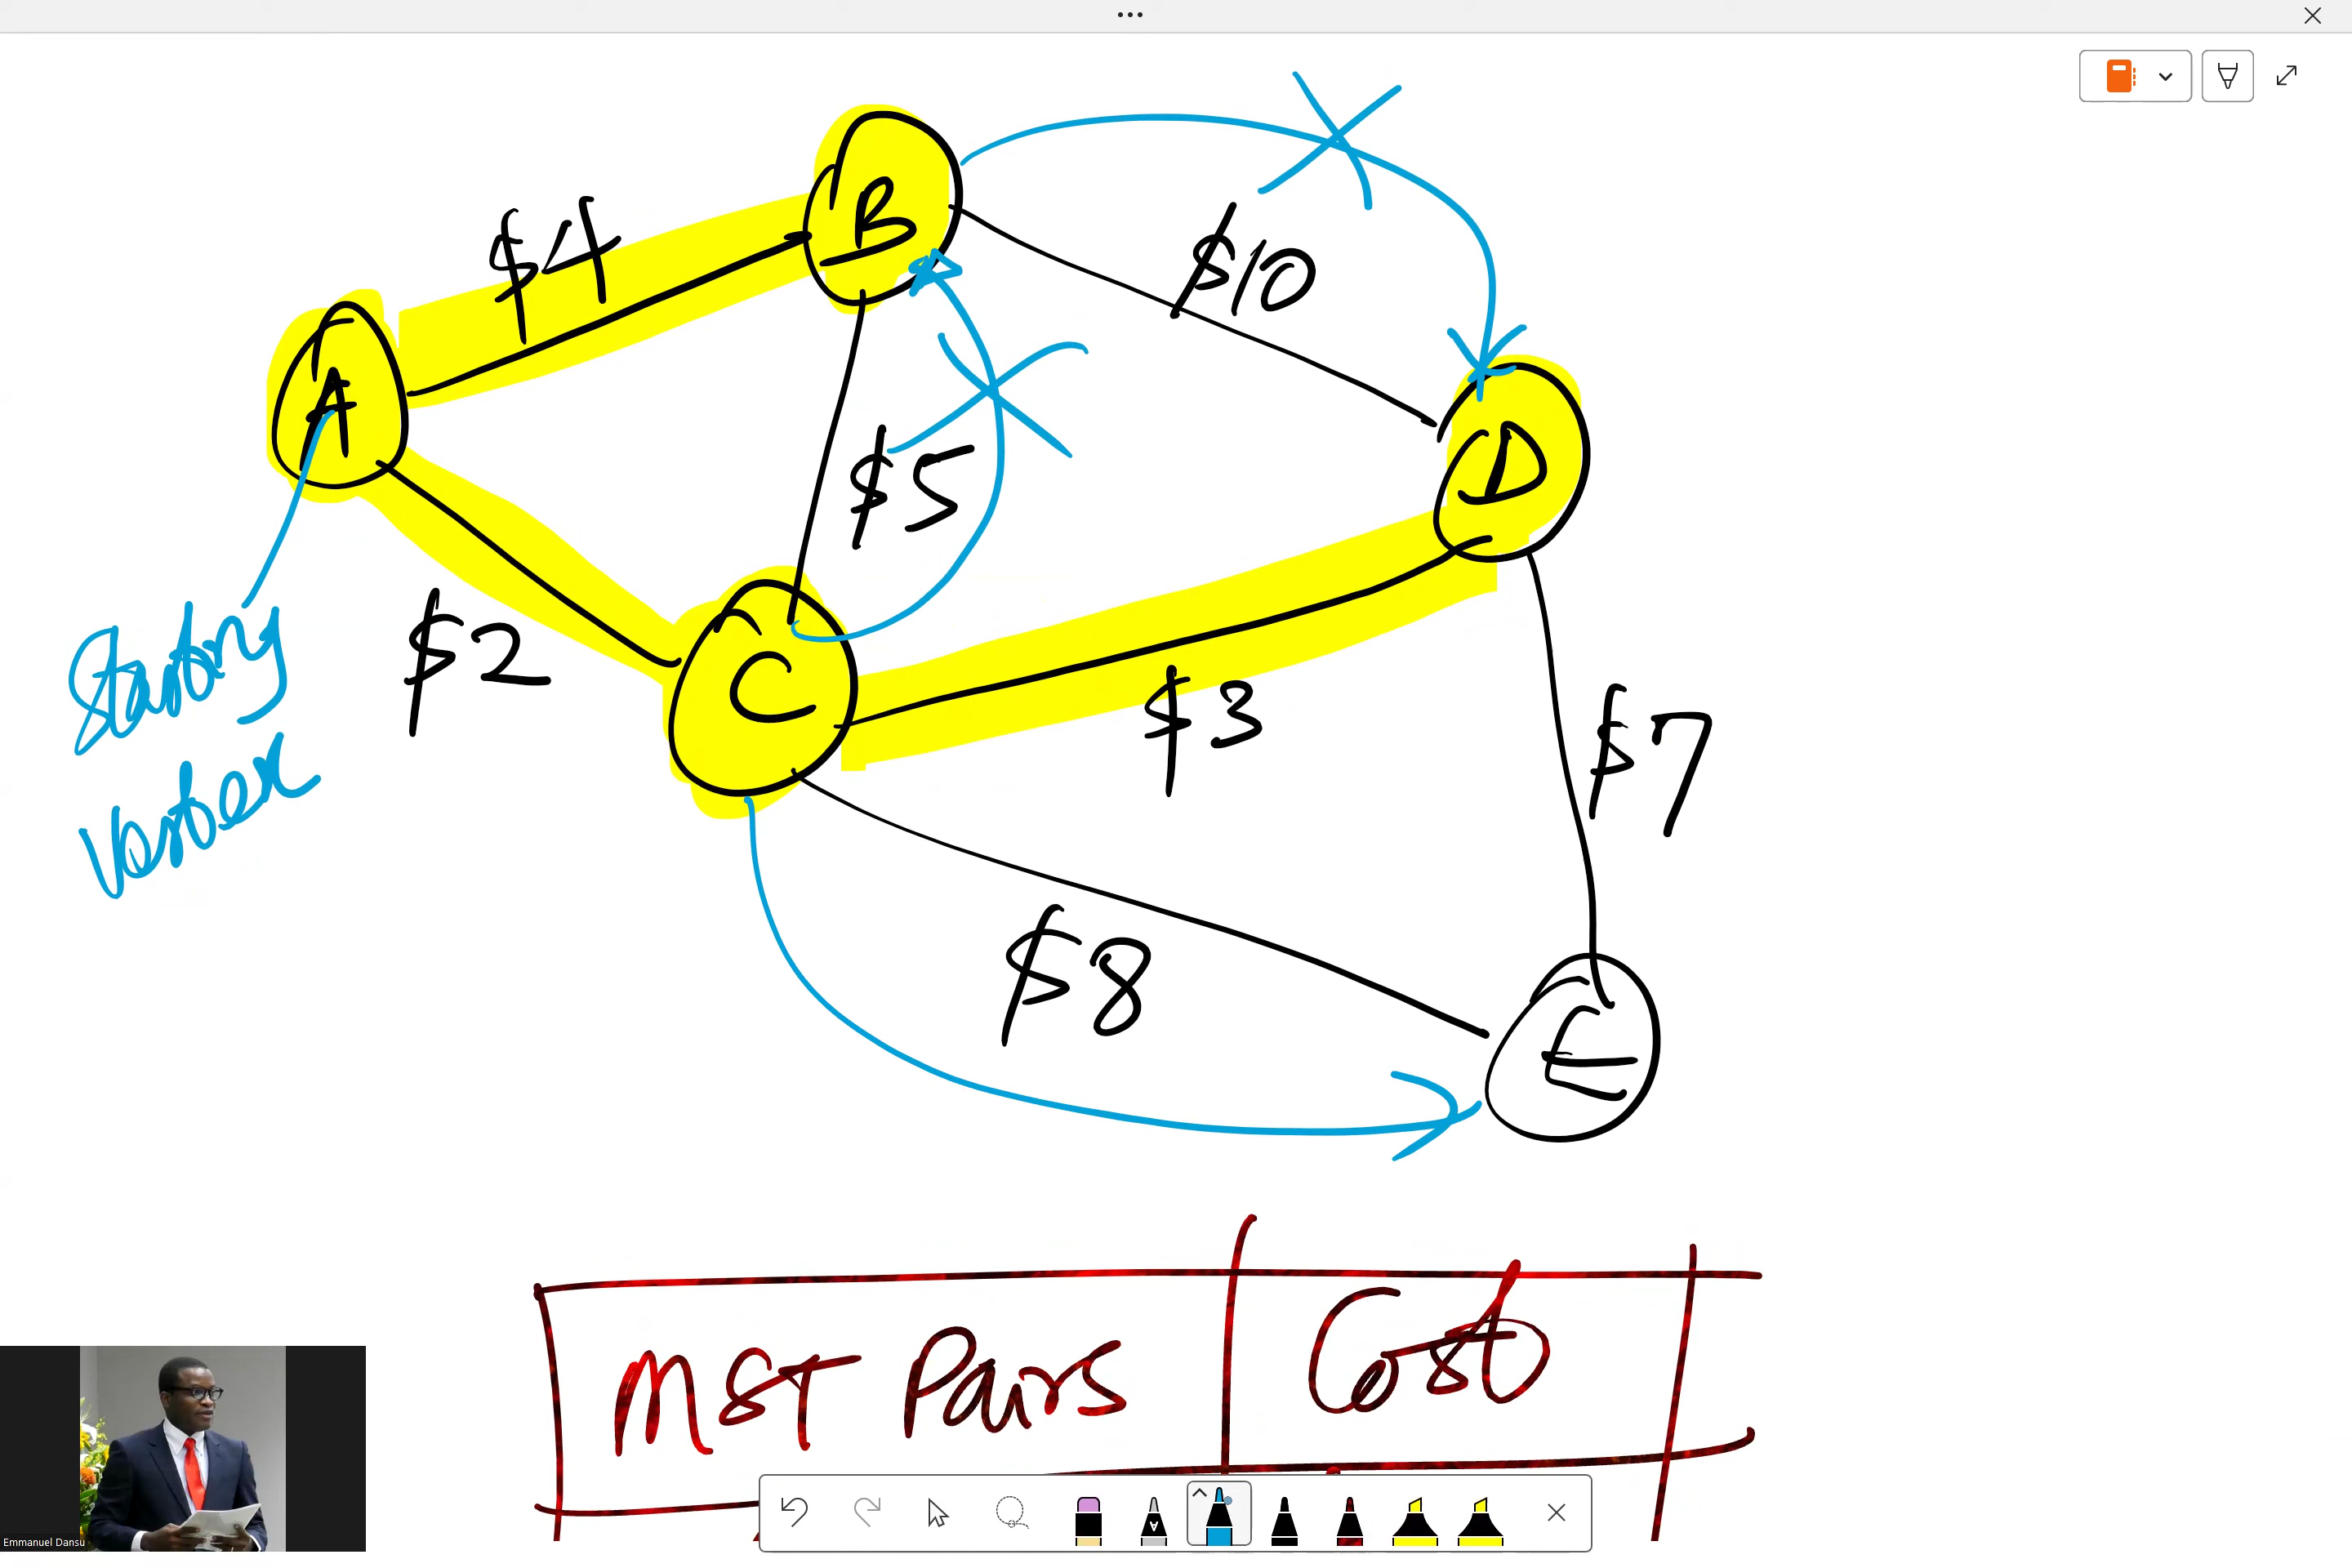 B
$4
$10
A
D
$5
Starting
Vertex
$2
C
$3
$7
$8
E
MST Pairs
Cost
Emmanuel Dansu